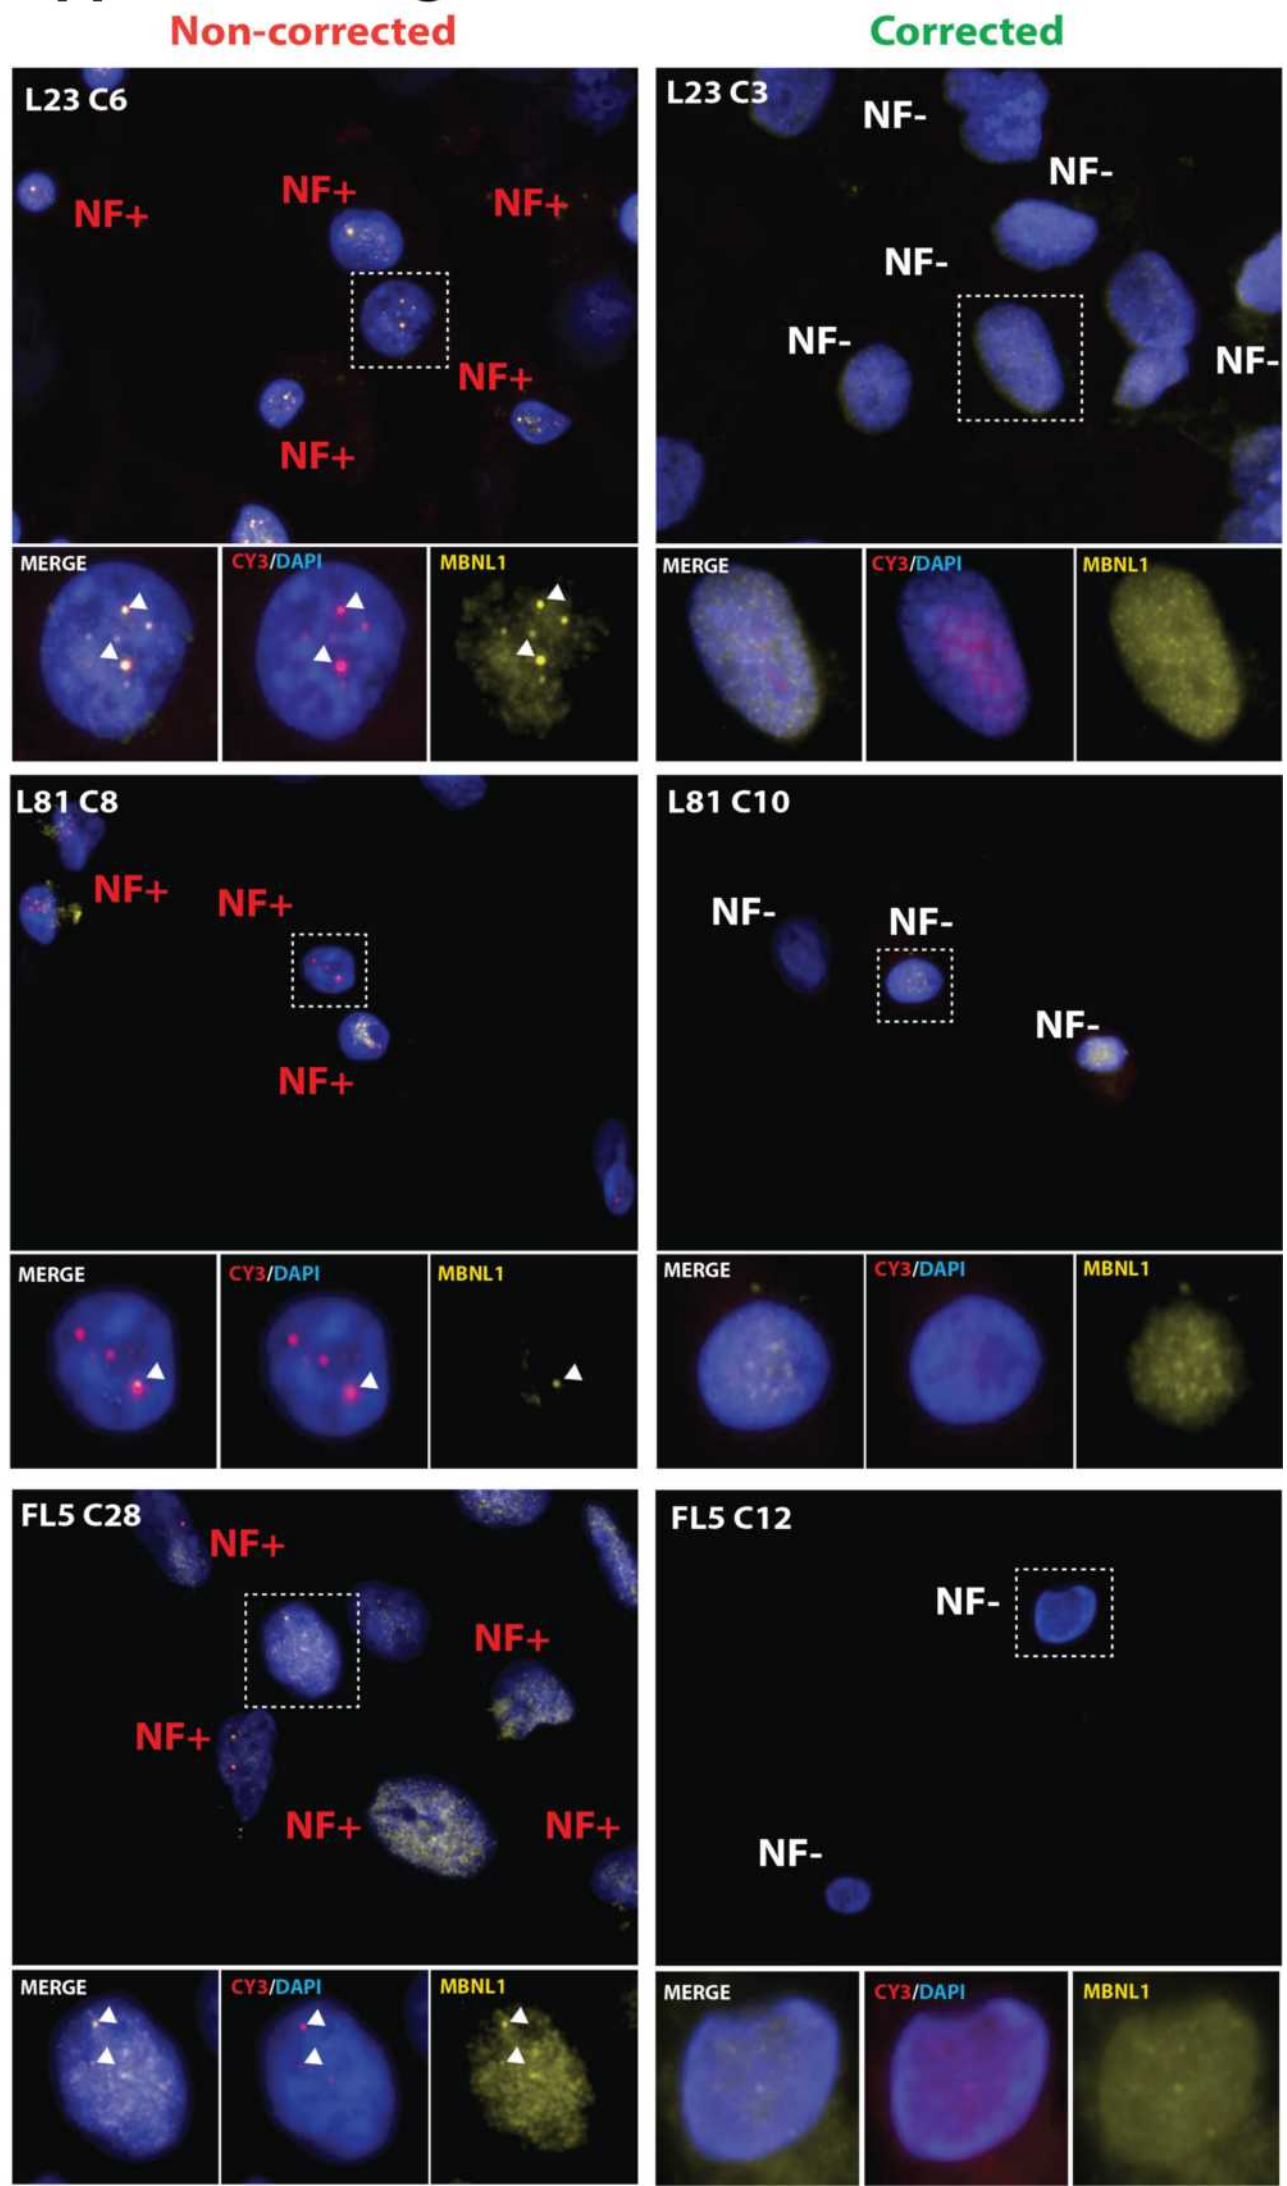 Non-corrected
Corrected
L23 C6
NF+
NF+
NF+
NF+
NF+
MERGE
CY3/DAPI
MBNL1
L23 C3
NF-
NF-
NF-
NF-
NF-
MERGE
CY3/DAPI
MBNL1
L81 C8
NF+
NF+
NF+
MERGE
CY3/DAPI
MBNL1
L81 C10
NF-
NF-
NF-
MERGE
CY3/DAPI
MBNL1
FL5 C28
NF+
NF+
NF+
NF+
NF+
MERGE
CY3/DAPI
MBNL1
FL5 C12
NF-
NF-
MERGE
CY3/DAPI
MBNL1